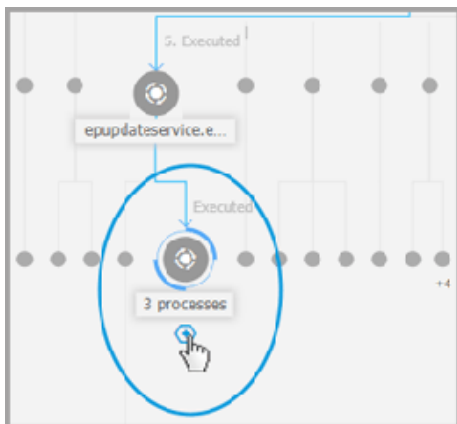 5. Executed
epupdateservice.e...
Executed
3 processes
+4